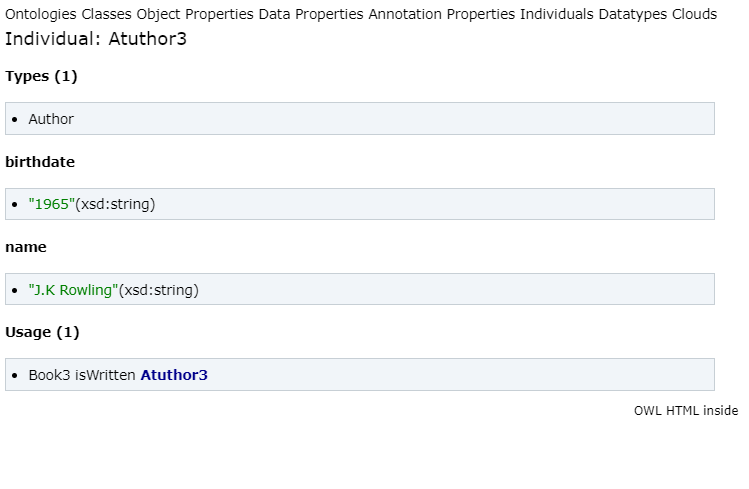 Ontologies Classes Object Properties Data Properties Annotation Properties Individuals Datatypes Clouds
Individual: Atuthor3
Types (1)
Author
birthdate
"1965"(xsd:string)
name
"J.K Rowling"(xsd:string)
Usage (1)
Book3 isWritten Atuthor3
OWL HTML inside